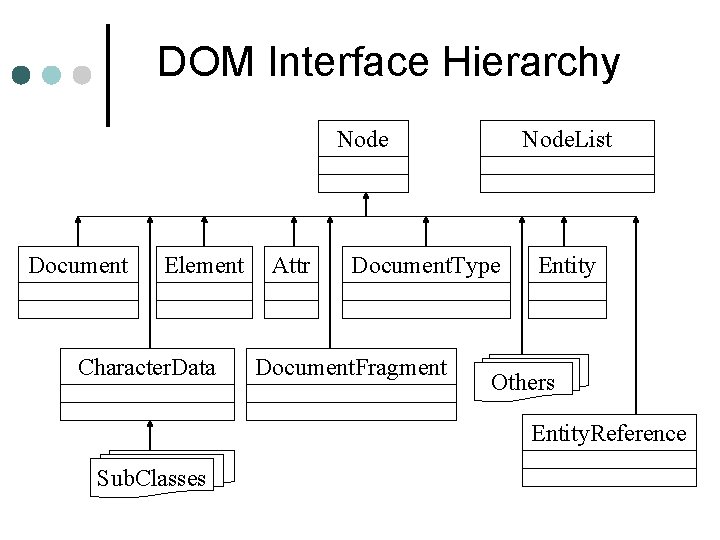 DOM Interface Hierarchy
Node
Node.List
Document
Element
Attr
Document.Type
Entity
Character.Data
Document.Fragment
Others
Entity.Reference
Sub.Classes